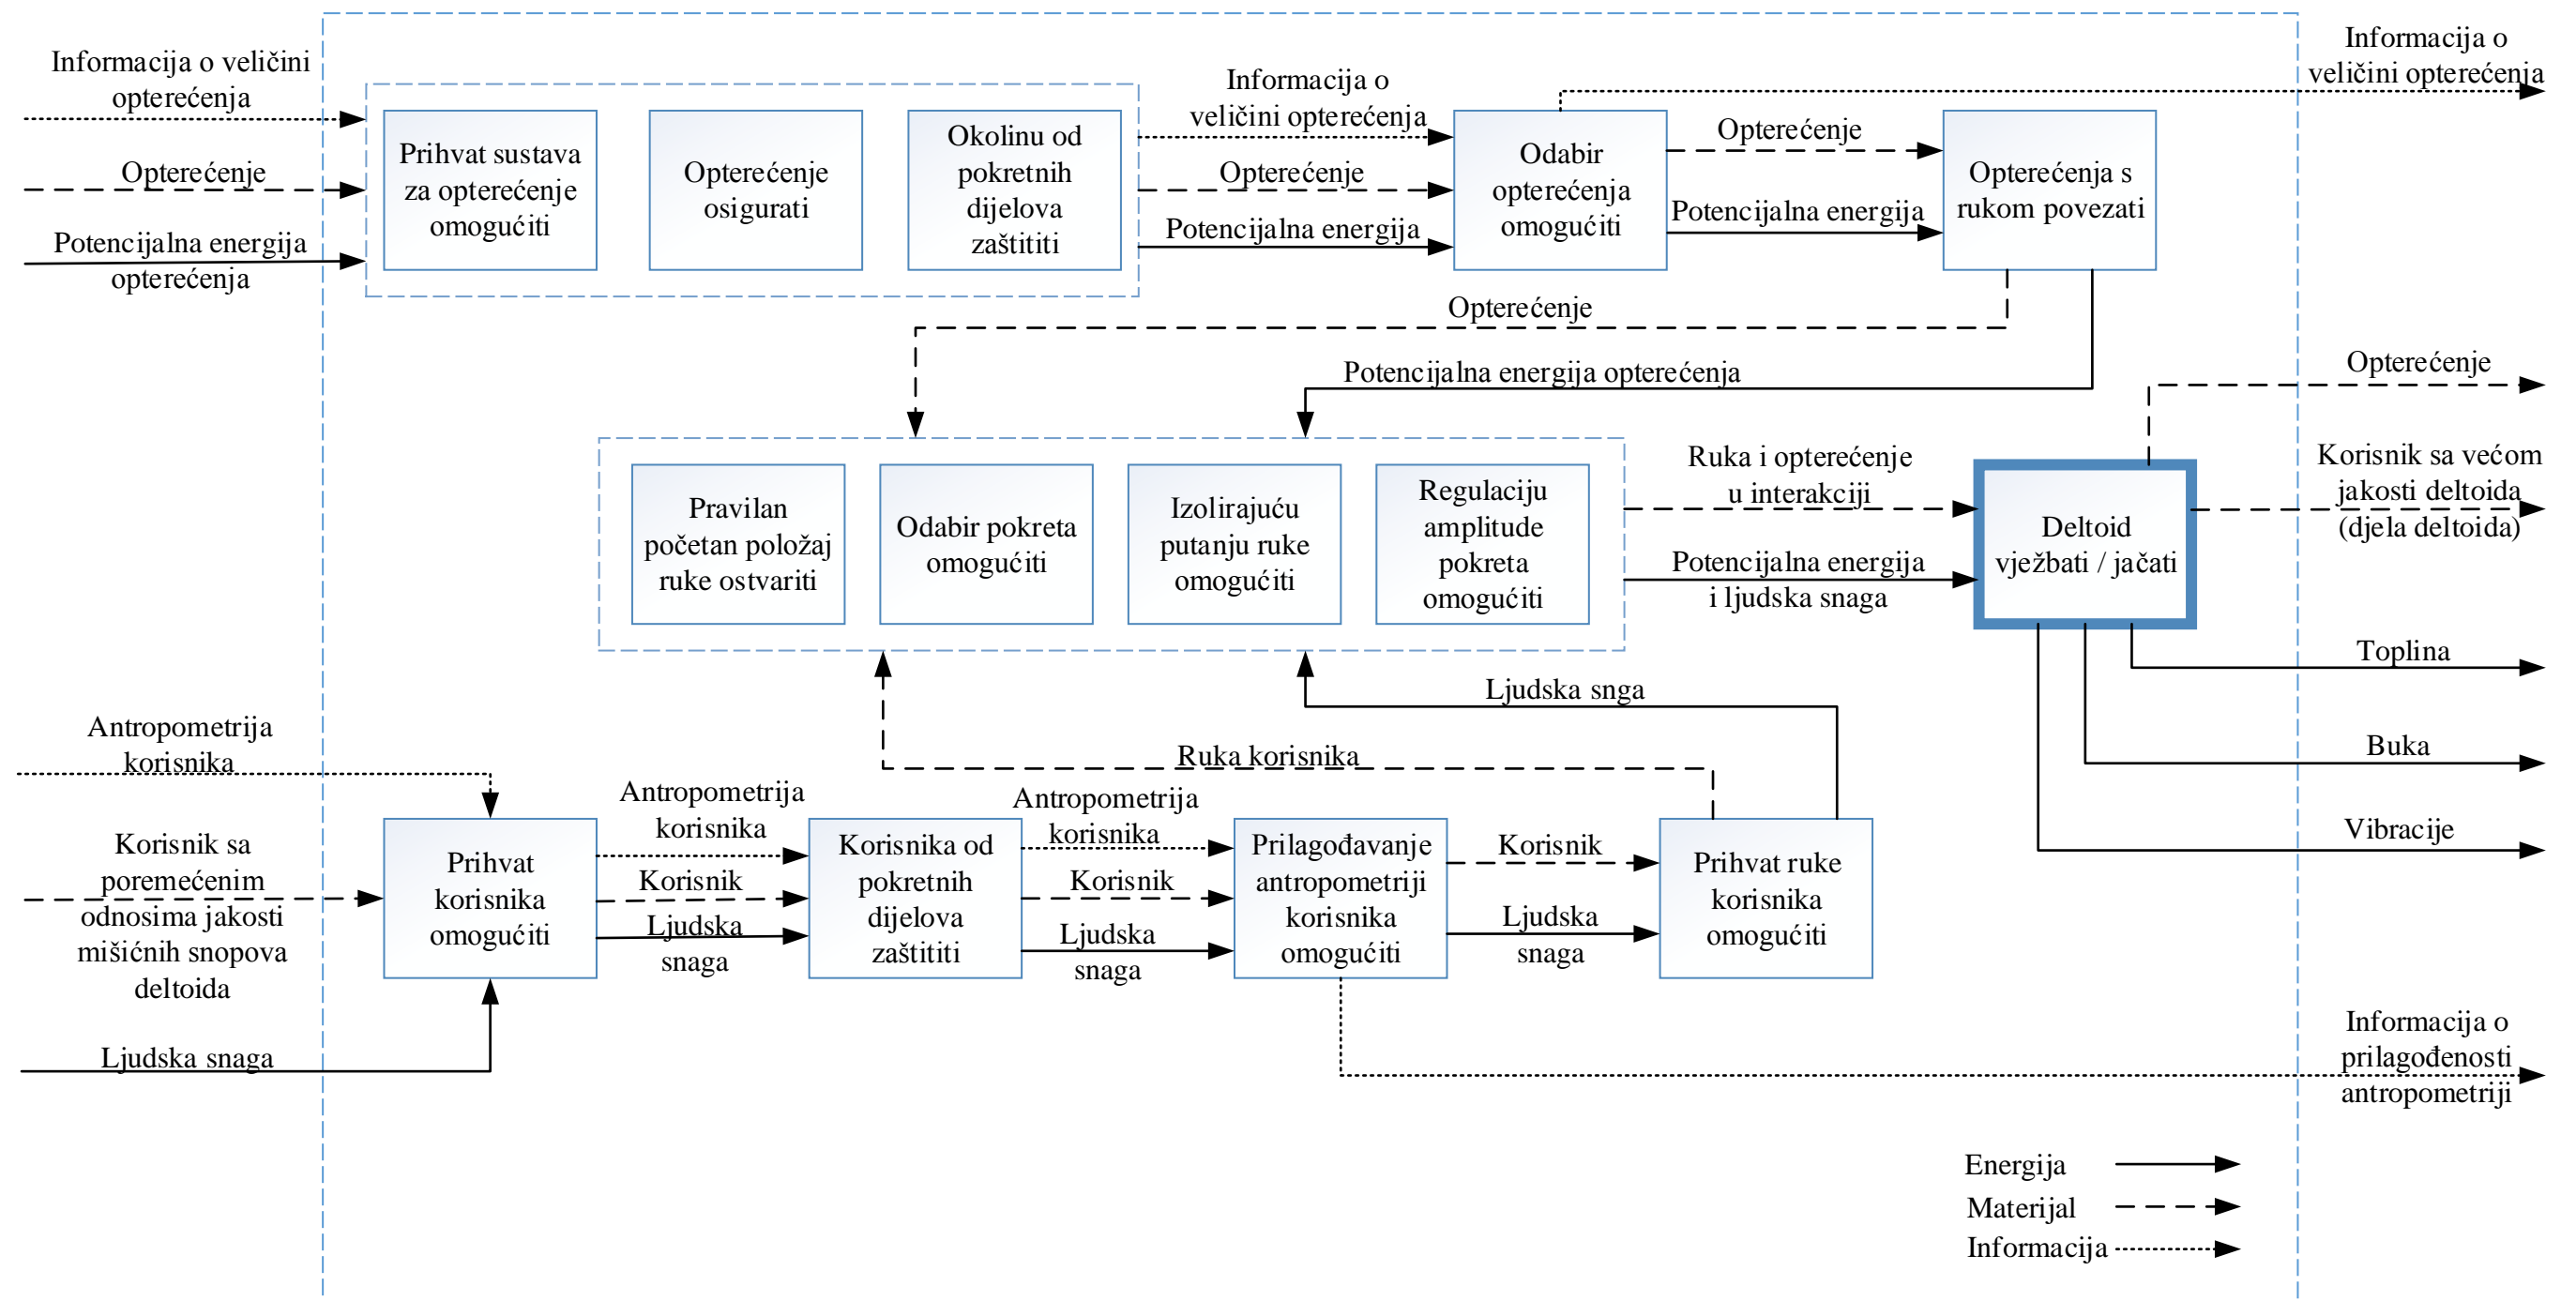 Informacija o veličini
opterećenja
Opterećenje
Potencijalna energija
opterećenja
Prihvat sustava
za opterećenje
omogućiti
Opterećenje
osigurati
Okolinu od
pokretnih
dijelova
zaštititi
Informacija o
veličini opterećenja
Opterećenje
Potencijalna energija
Odabir
opterećenja
omogućiti
Opterećenje
Potencijalna energija
Opterećenja s
rukom povezati
Informacija o
veličini opterećenja
Opterećenje
Potencijalna energija opterećenja
Pravilan
početan položaj
ruke ostvariti
Odabir pokreta
omogućiti
Izolirajuću
putanju ruke
omogućiti
Regulaciju
amplitude
pokreta
omogućiti
Ruka i opterećenje
u interakciji
Potencijalna energija
i ljudska snaga
Deltoid
vježbati / jačati
Opterećenje
Korisnik sa većom
jakosti deltoida
(djela deltoida)
Toplina
Buka
Vibracije
Ljudska snga
Ruka korisnika
Antropometrija
korisnika
Korisnik sa
poremećenim
odnosima jakosti
mišićnih snopova
deltoida
Ljudska snaga
Prihvat
korisnika
omogućiti
Antropometrija
korisnika
Korisnik
Ljudska
snaga
Korisnika od
pokretnih
dijelova
zaštititi
Antropometrija
korisnika
Korisnik
Ljudska
snaga
Prilagođavanje
antropometriji
korisnika
omogućiti
Korisnik
Ljudska
snaga
Prihvat ruke
korisnika
omogućiti
Informacija o
prilagođenosti
antropometriji
Energija
Materijal
Informacija